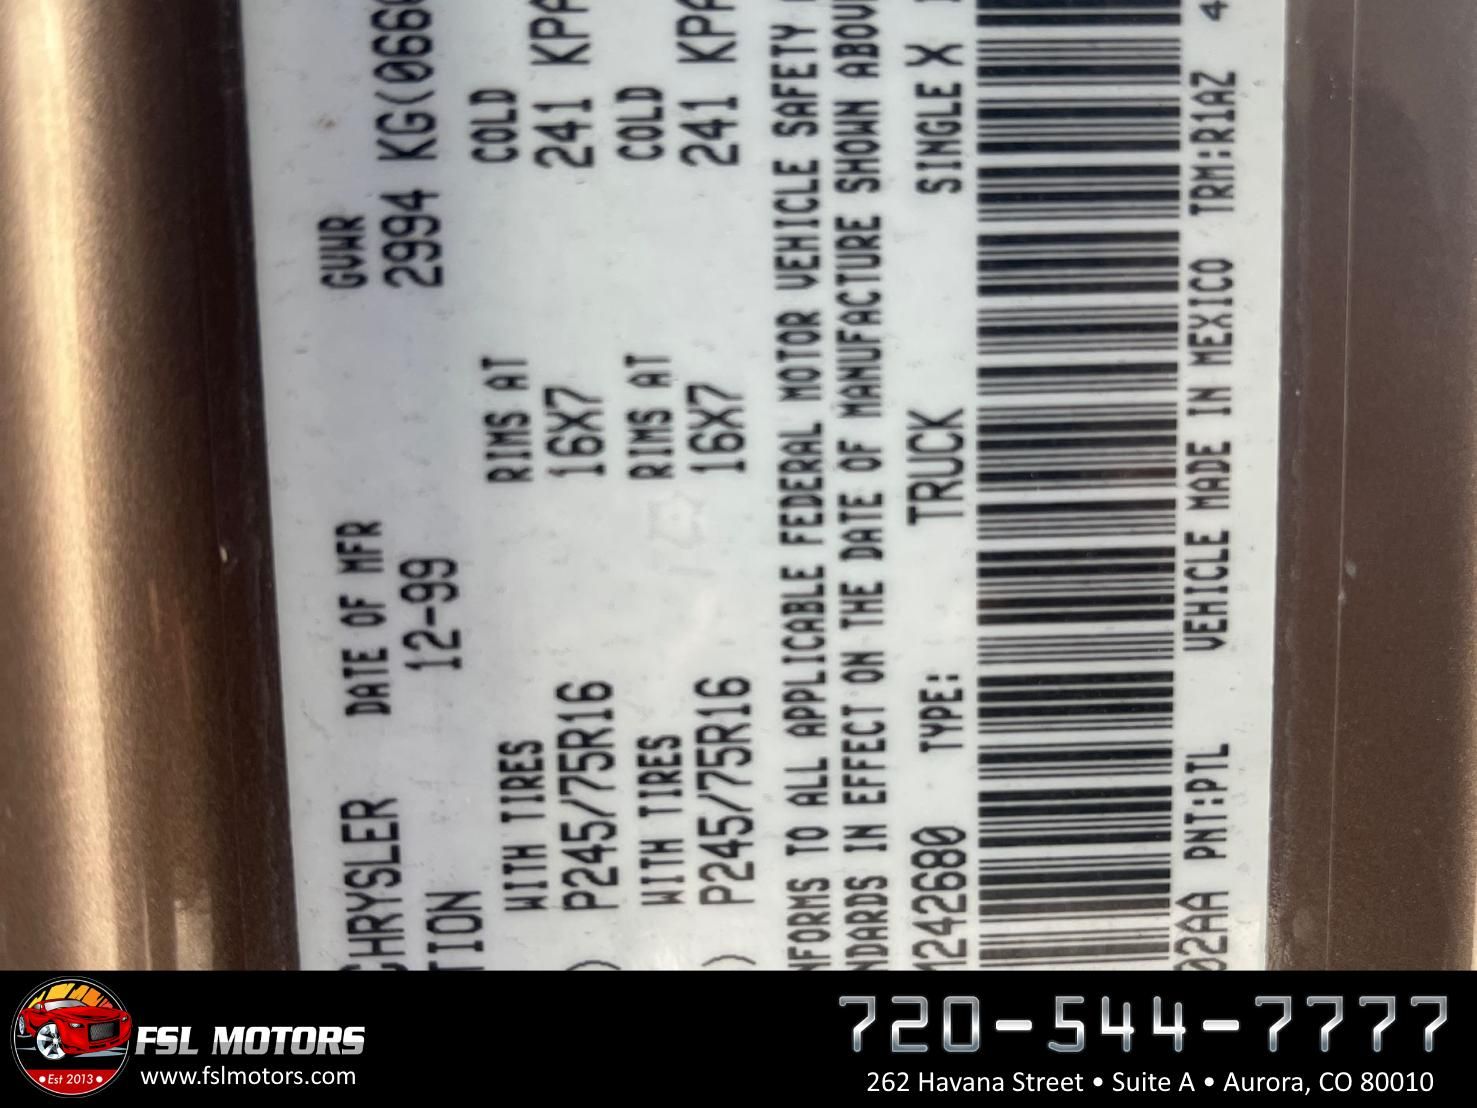 CHRYSLER DATE OF MFR GVWR
TION 12-99 2994 KG(066
WITH TIRES RIMS AT COLD
) P245/75R16 16X7 241 KPA
WITH TIRES RIMS AT COLD
) P245/75R16 16X7 241 KPA
NFORMS TO ALL APPLICABLE FEDERAL MOTOR VEHICLE SAFETY
NDARDS IN EFFECT ON THE DATE OF MANUFACTURE SHOWN ABOV
242680 TYPE: TRUCK SINGLE X
02AA PNT:PTL VEHICLE MADE IN MEXICO TRM:R1AZ 4
FSL MOTORS
Est 2013
www.fslmotors.com
720-544-7777
262 Havana Street • Suite A • Aurora, CO 80010